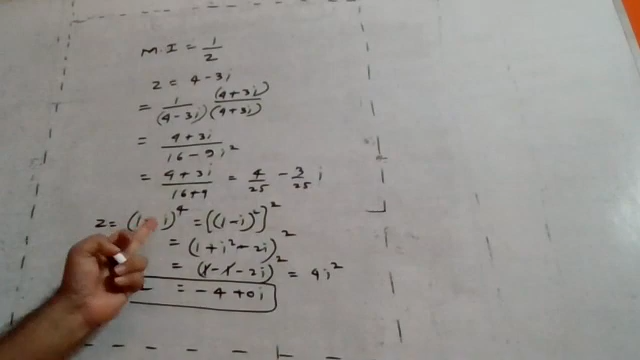 M.I = 1/2
z = 4-3i
= 1/(4-3i) (4+3i)/(4+3i)
= 4+3i / 16-9i²
= 4+3i / 16+9 = 4/25 - 3/25 i
z = (1 i)⁴ = [(1-i)²]²
= (1+i²-2i)²
= (1-1-2i)² = 4i²
= -4+0i